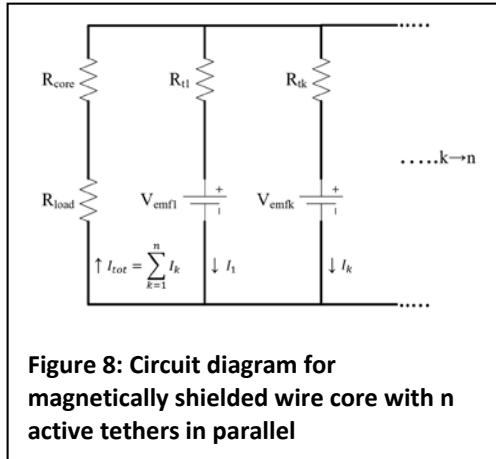 R_core R_t1 R_tk
.....k→n
R_load V_emf1 + ı V_emfk + ı
↑ I_tot = ∑_{k=1}^{n} I_k ↓ I_1 ↓ I_k
Figure 8: Circuit diagram for
magnetically shielded wire core with n
active tethers in parallel